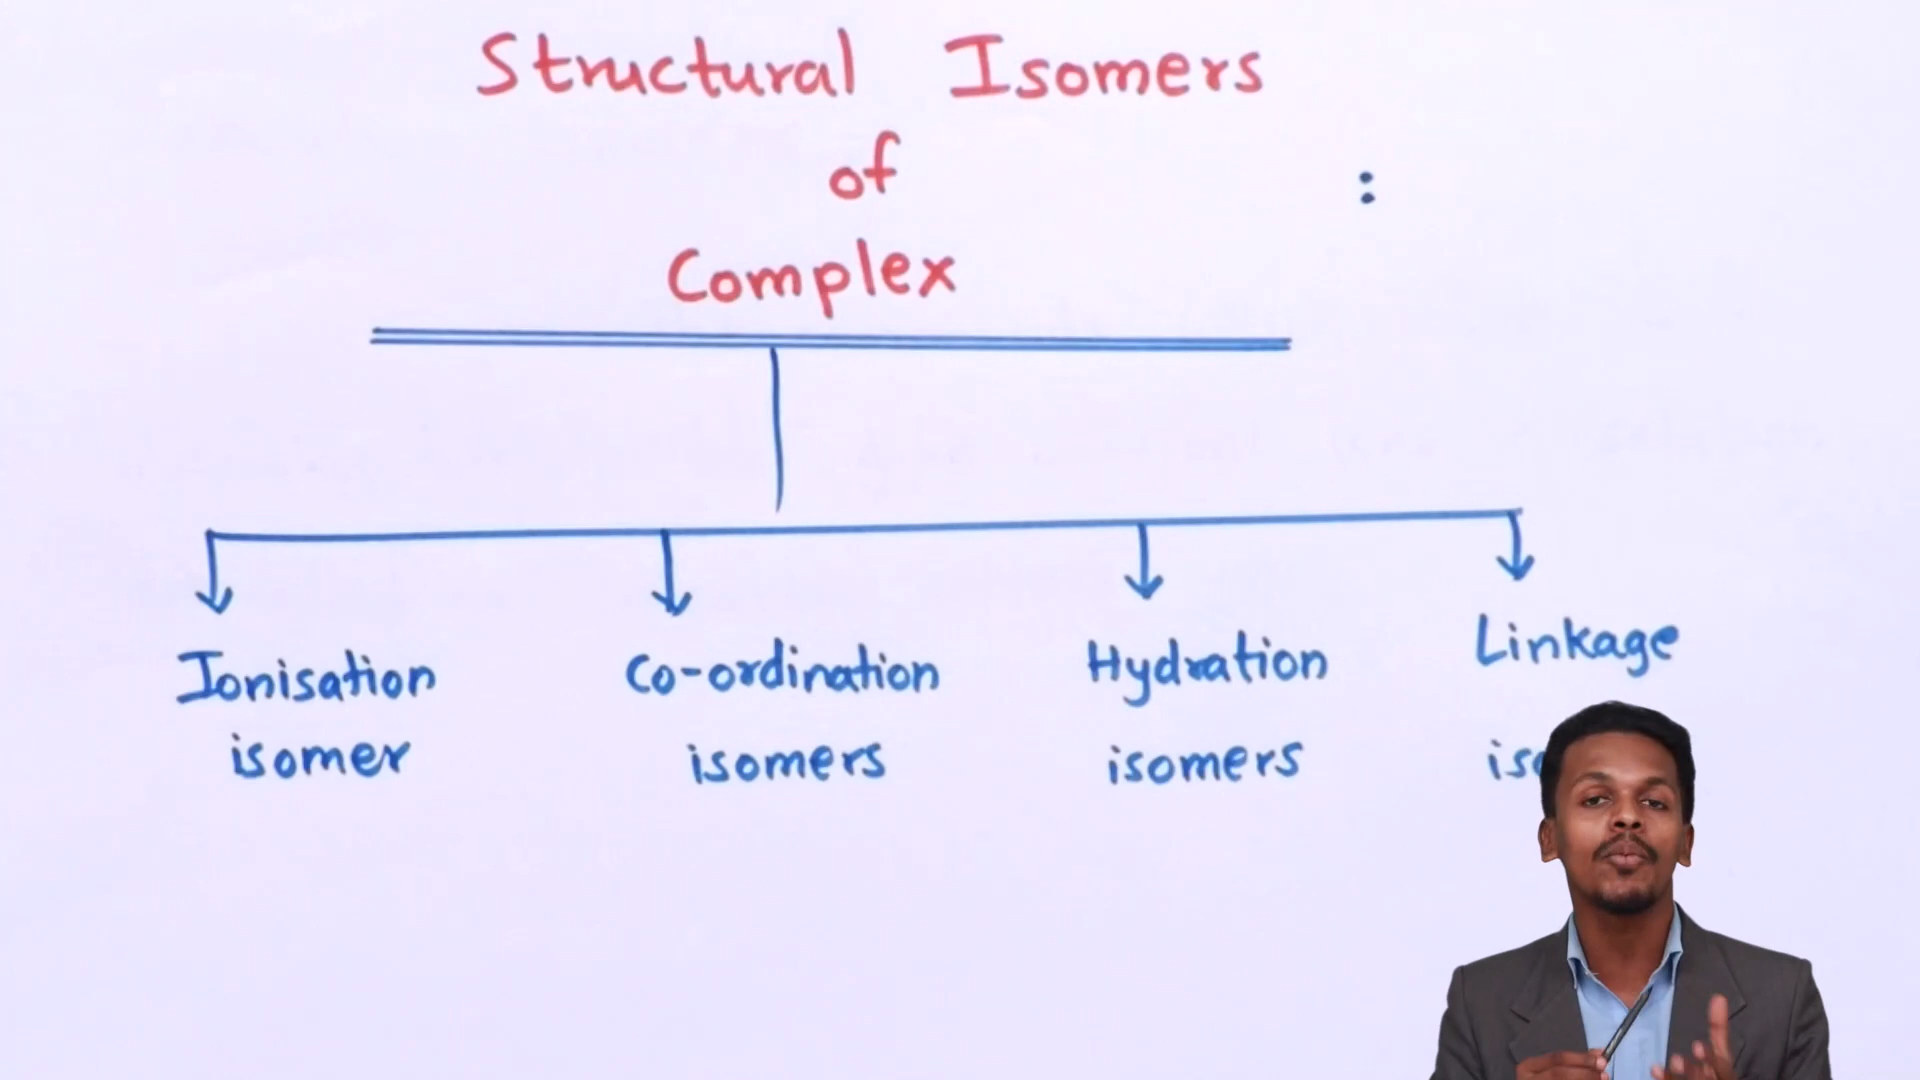 Structural Isomers
of
:
Complex
Ionisation
isomer
Co-ordination
isomers
Hydration
isomers
Linkage